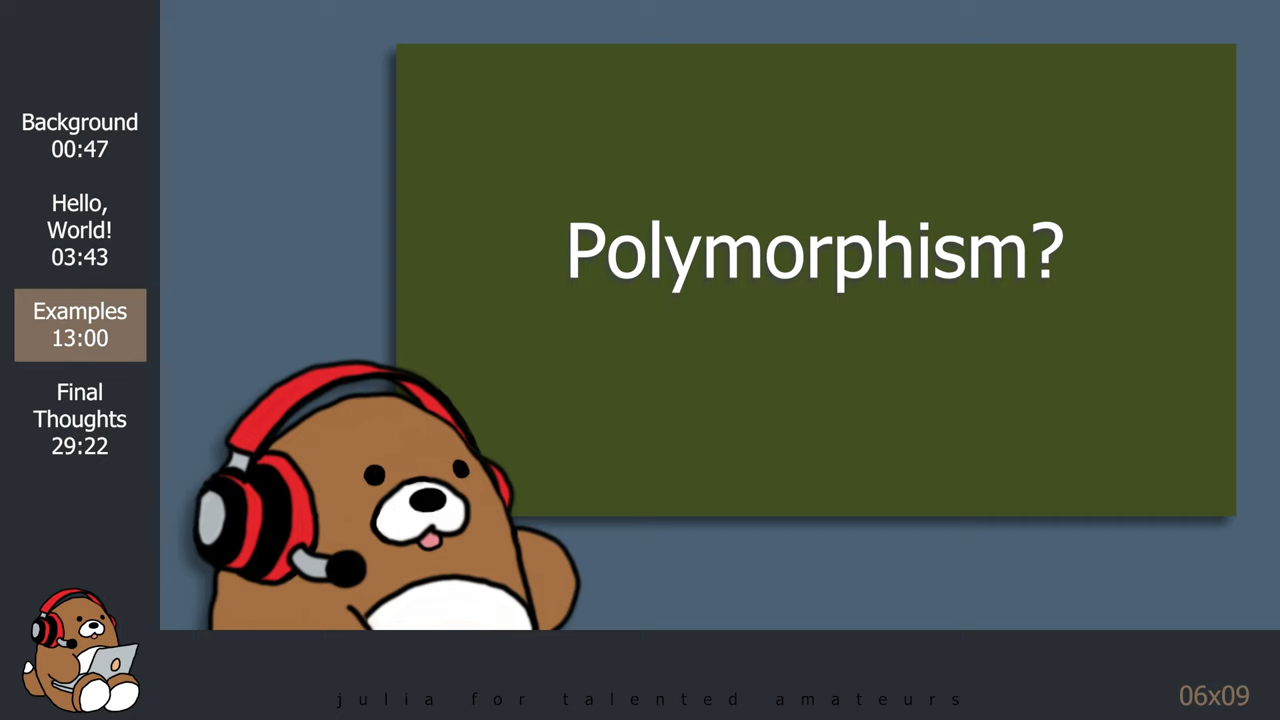 Background
00:47
Hello,
World!
03:43
Examples
13:00
Final
Thoughts
29:22
Polymorphism?
julia for talented amateurs
06x09